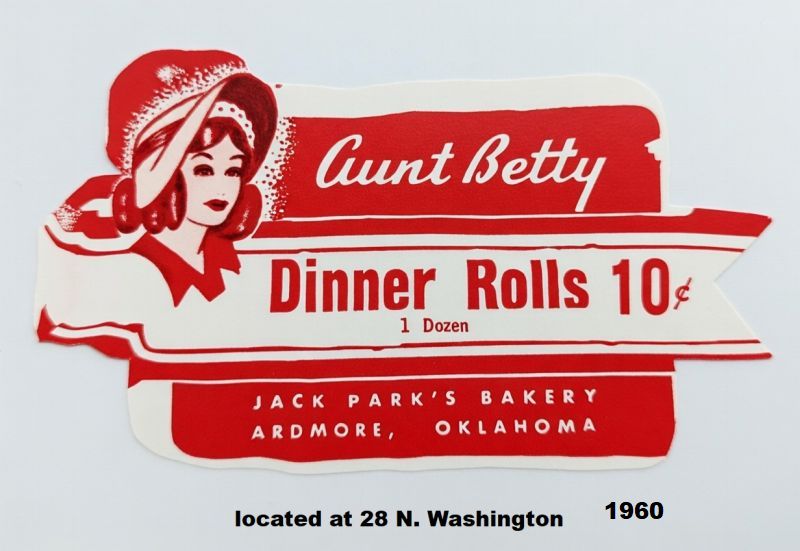 Aunt Betty
Dinner Rolls 10¢
1 Dozen
JACK PARK'S BAKERY
ARDMORE, OKLAHOMA
located at 28 N. Washington 1960